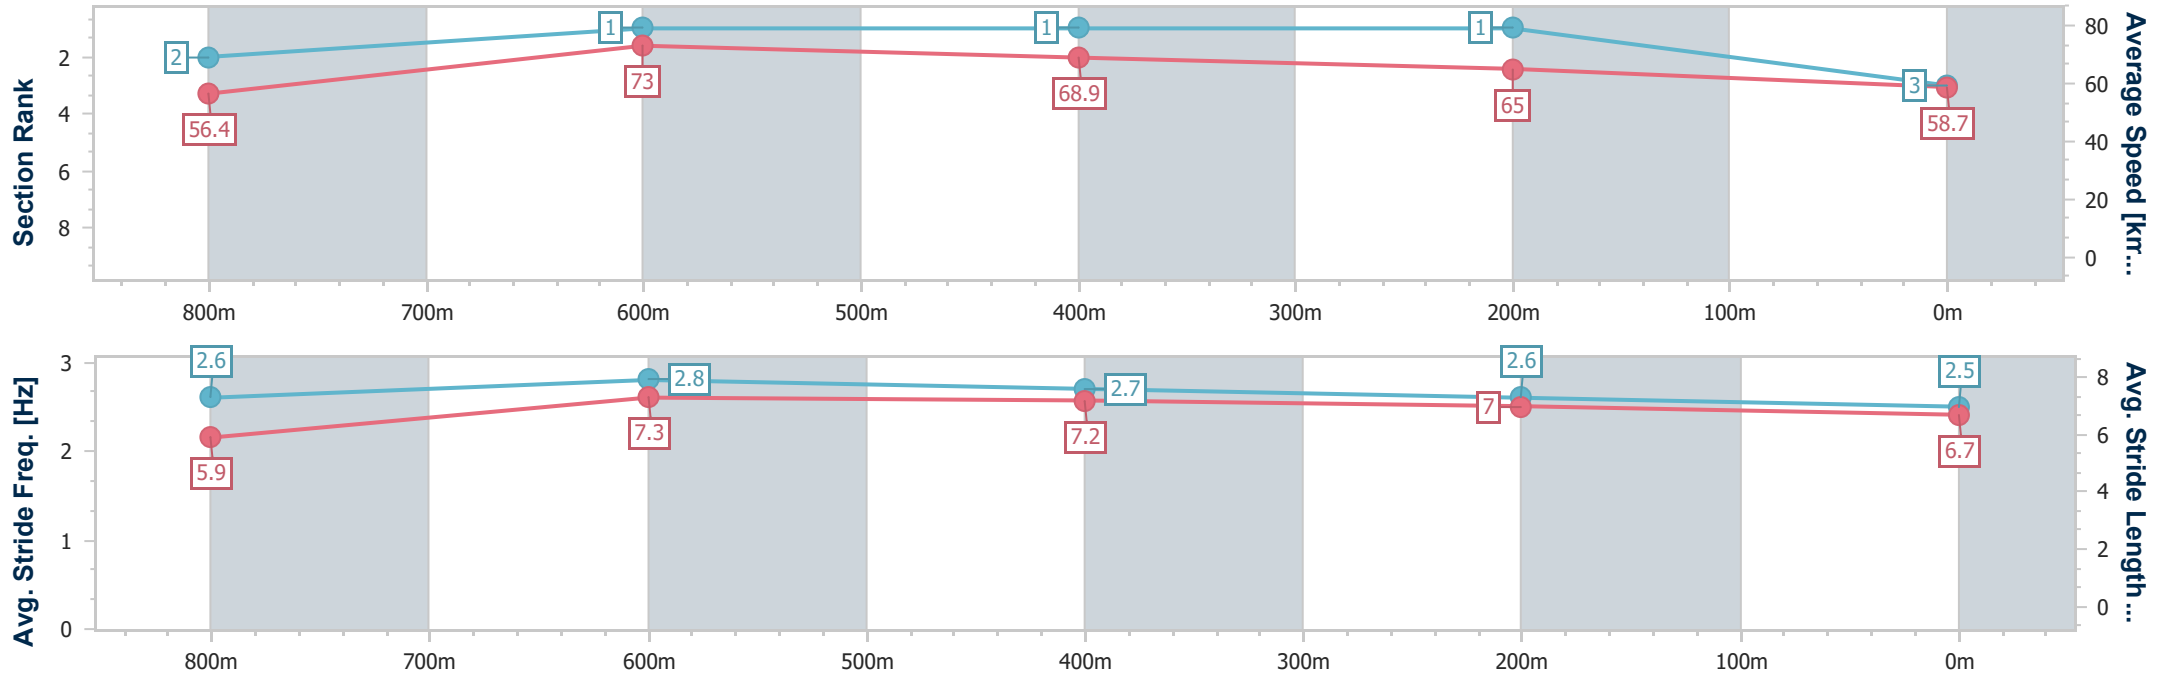 Section Rank
2
4
6
8
2
1
1
1
3
56.4
73
68.9
65
58.7
80
60
40
20
0
Average Speed [km...
800m
700m
600m
500m
400m
300m
200m
100m
0m
Avg. Stride Freq. [Hz]
3
2
1
0
2.6
2.8
2.7
2.6
2.5
5.9
7.3
7.2
7
6.7
8
6
4
2
0
Avg. Stride Length ...
800m
700m
600m
500m
400m
300m
200m
100m
0m